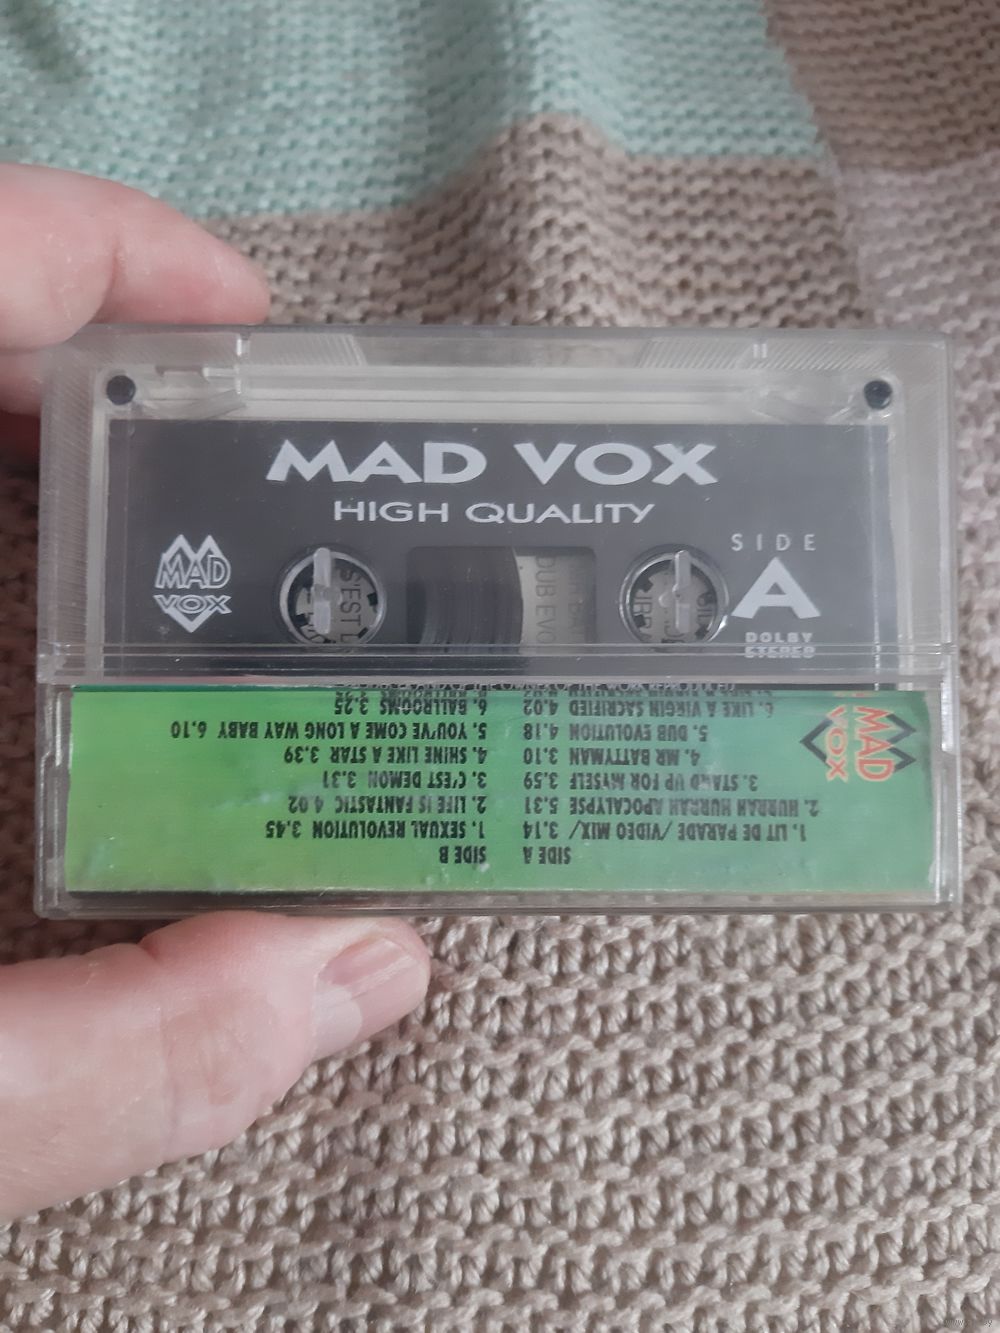 MAD VOX
HIGH QUALITY
MAD
VOX
SIDE
A
DOLBY
STEREO
S'EST L
DUB EVO
MAD
VOX
SIDE A
1. LIT DE PARADE /VIDEO MIX/ 3.14
2. HURRAH HURRAH APOCALYPSE 5.31
3. STAND UP FOR MYSELF 3.59
4. MR BATTYMAN 3.10
5. DUB EVOLUTION 4.18
6. LIKE A VIRGIN SACRIFIED 4.02
SIDE B
1. SEXUAL REVOLUTION 3.45
2. LIFE IS FANTASTIC 4.02
3. C'EST DEMON 3.31
4. SHINE LIKE A STAR 3.39
5. YOU'VE COME A LONG WAY BABY 6.10
6. BALLROOMS 3.25